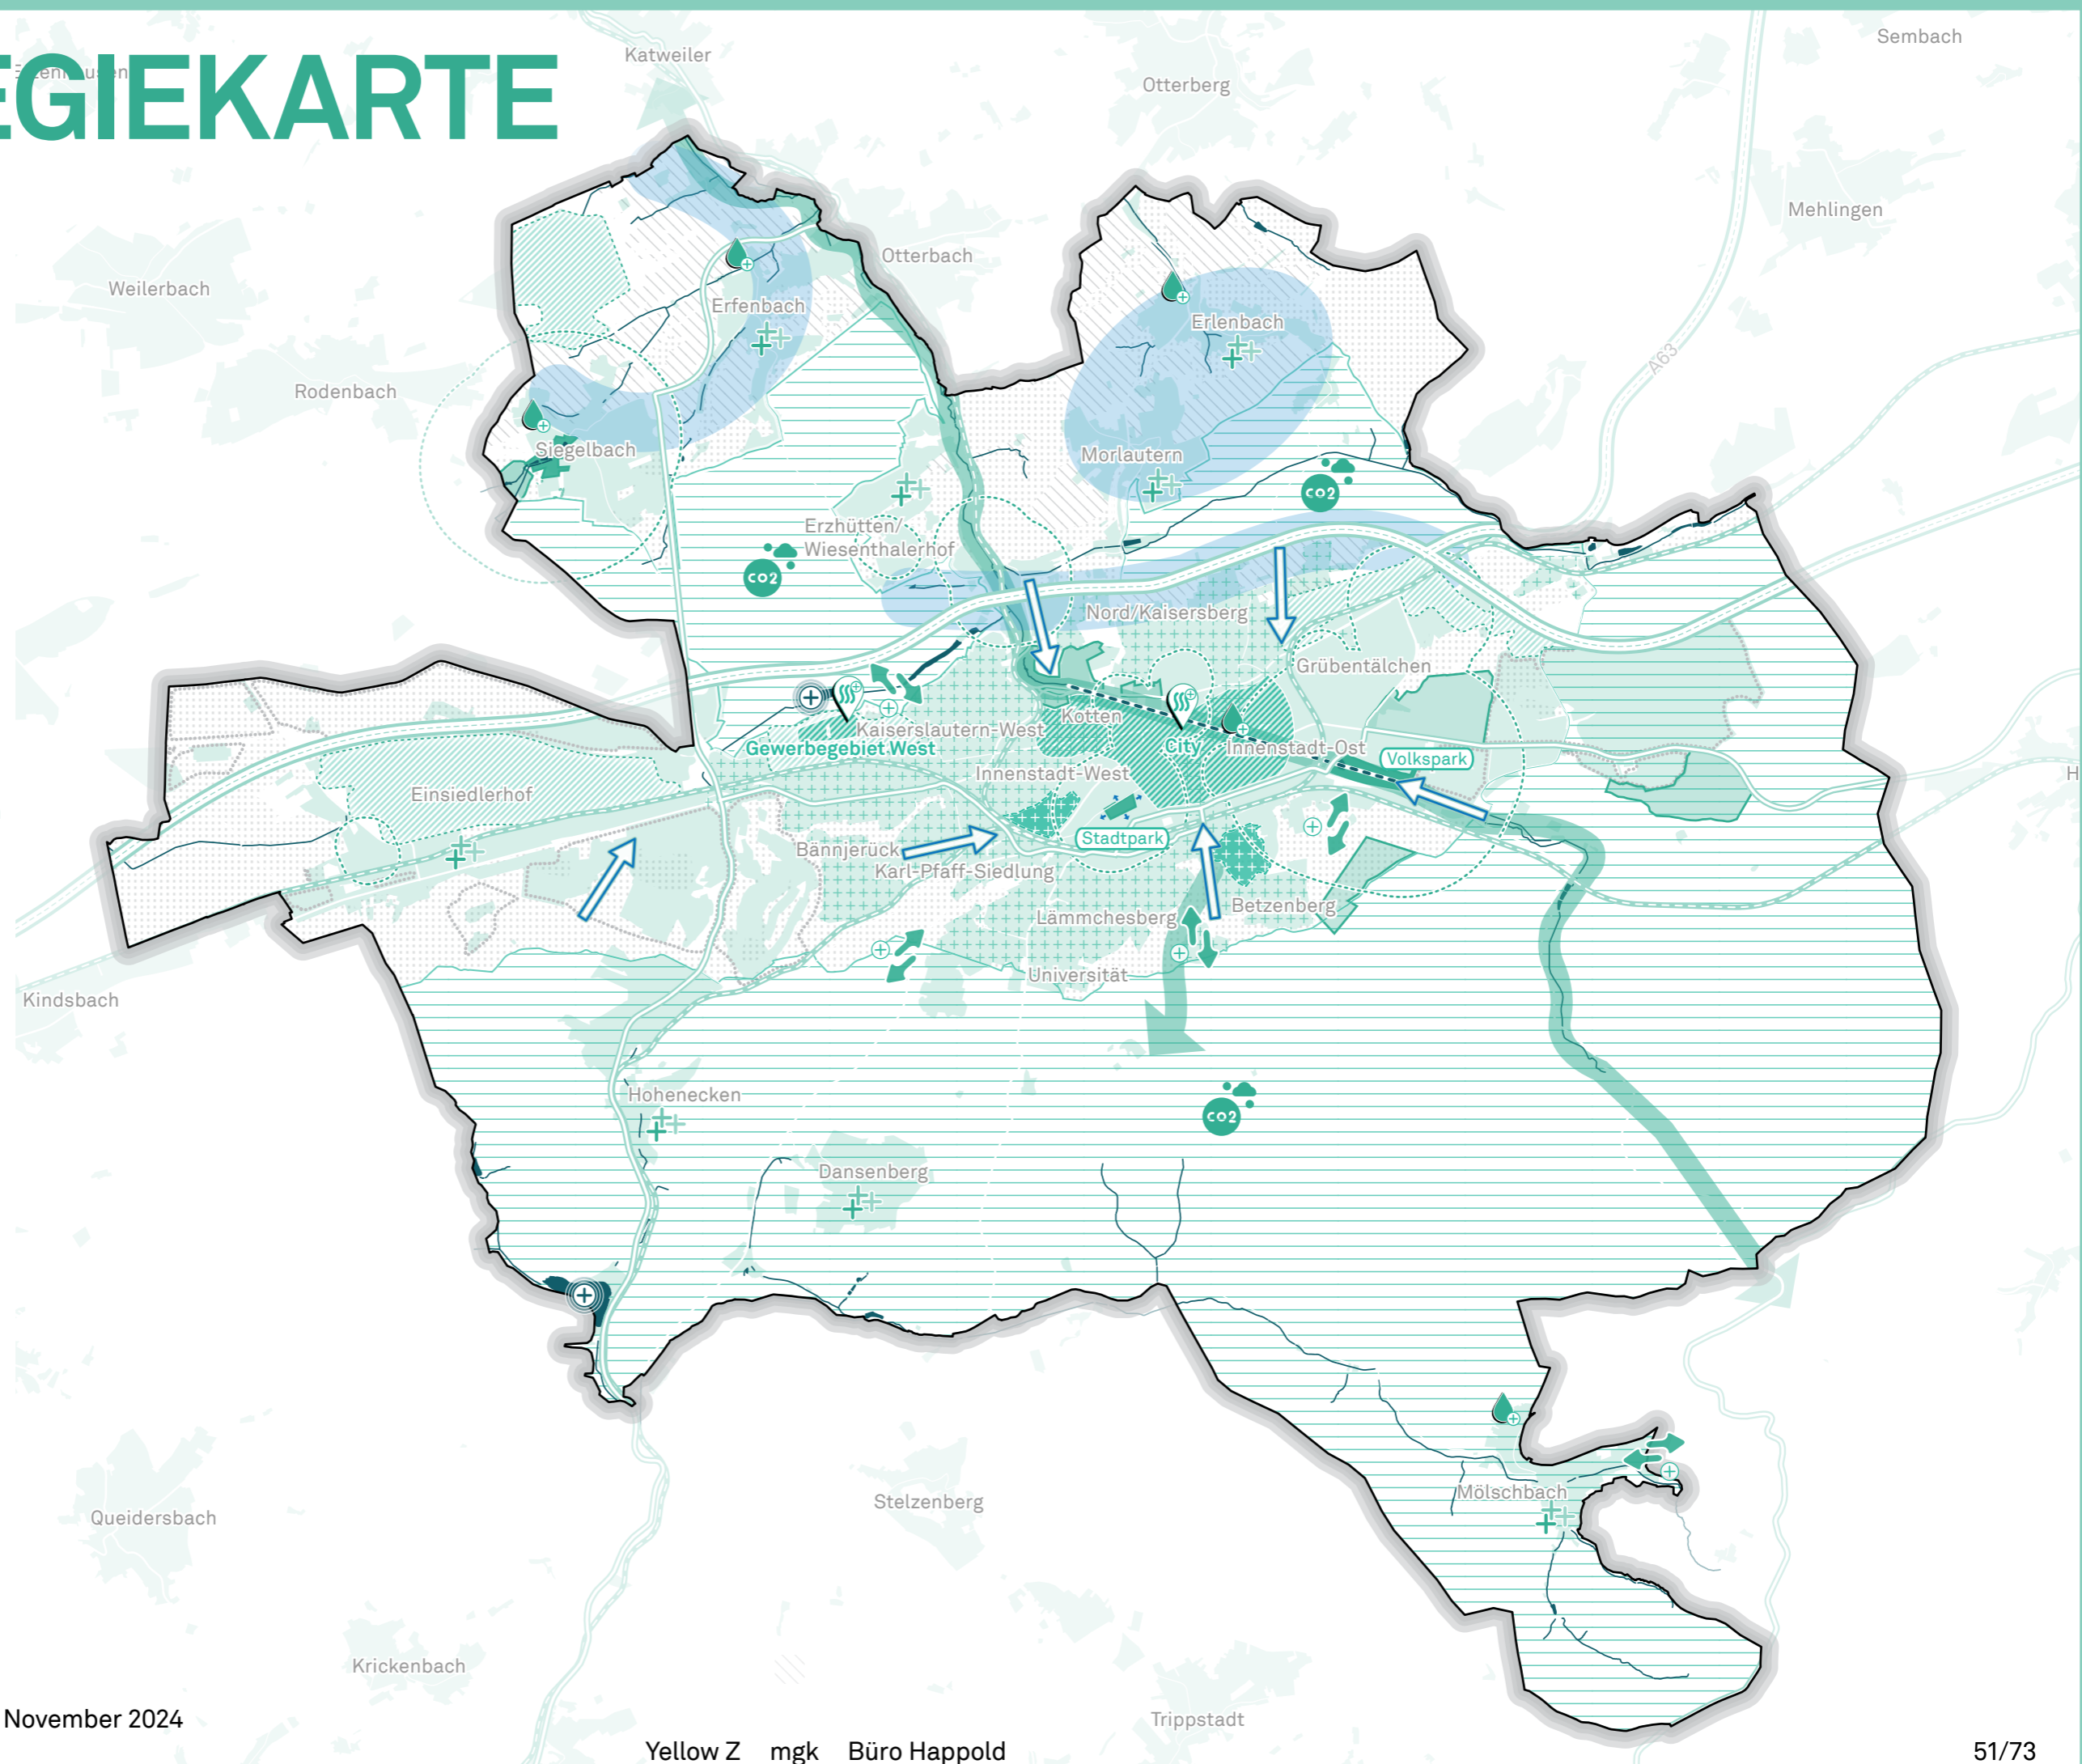 EGIEKARTE
Katweiler
Sembach
Otterberg
Mehlingen
Otterbach
Weilerbach
Erfenbach
Erlenbach
A63
Rodenbach
Siegelbach
Morlautern
CO2
Erzhütten/
Wiesenthalerhof
CO2
Nord/Kaisersberg
Grübentälchen
Kotten
Kaiserslautern-West
Gewerbegebiet West
City
Innenstadt-Ost
Volkspark
Innenstadt-West
Einsiedlerhof
Stadtpark
Bännjerück
Karl-Pfaff-Siedlung
Lämmchesberg
Betzenberg
Universität
Kindsbach
Hohenecken
CO2
Dansenberg
Mölschbach
Stelzenberg
Queidersbach
Krickenbach
Trippstadt
November 2024
Yellow Z mgk Büro Happold
51/73